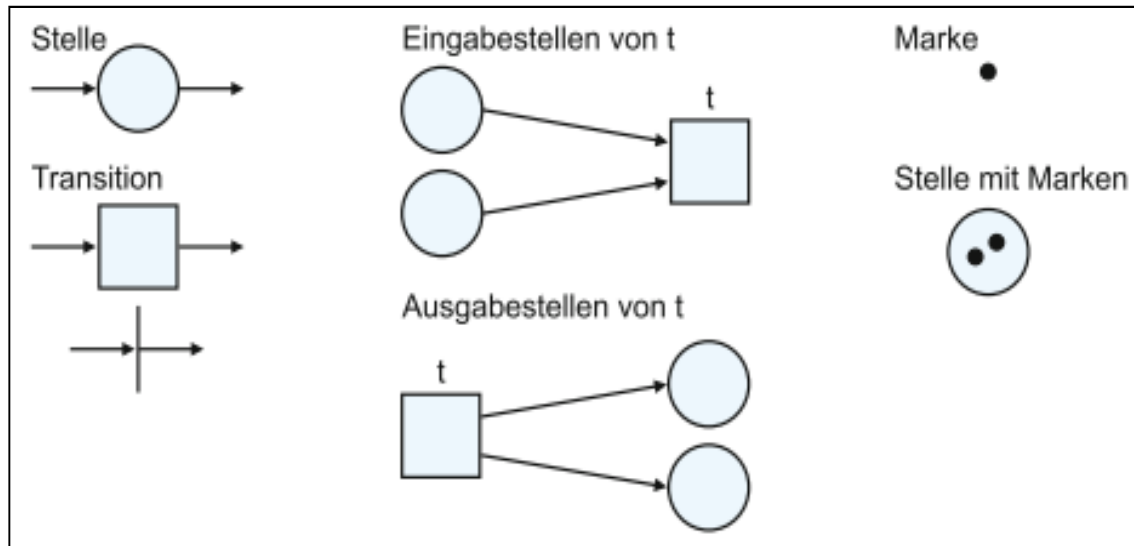 Stelle
Transition
Eingabestellen von t
t
Ausgabestellen von t
t
Marke
Stelle mit Marken